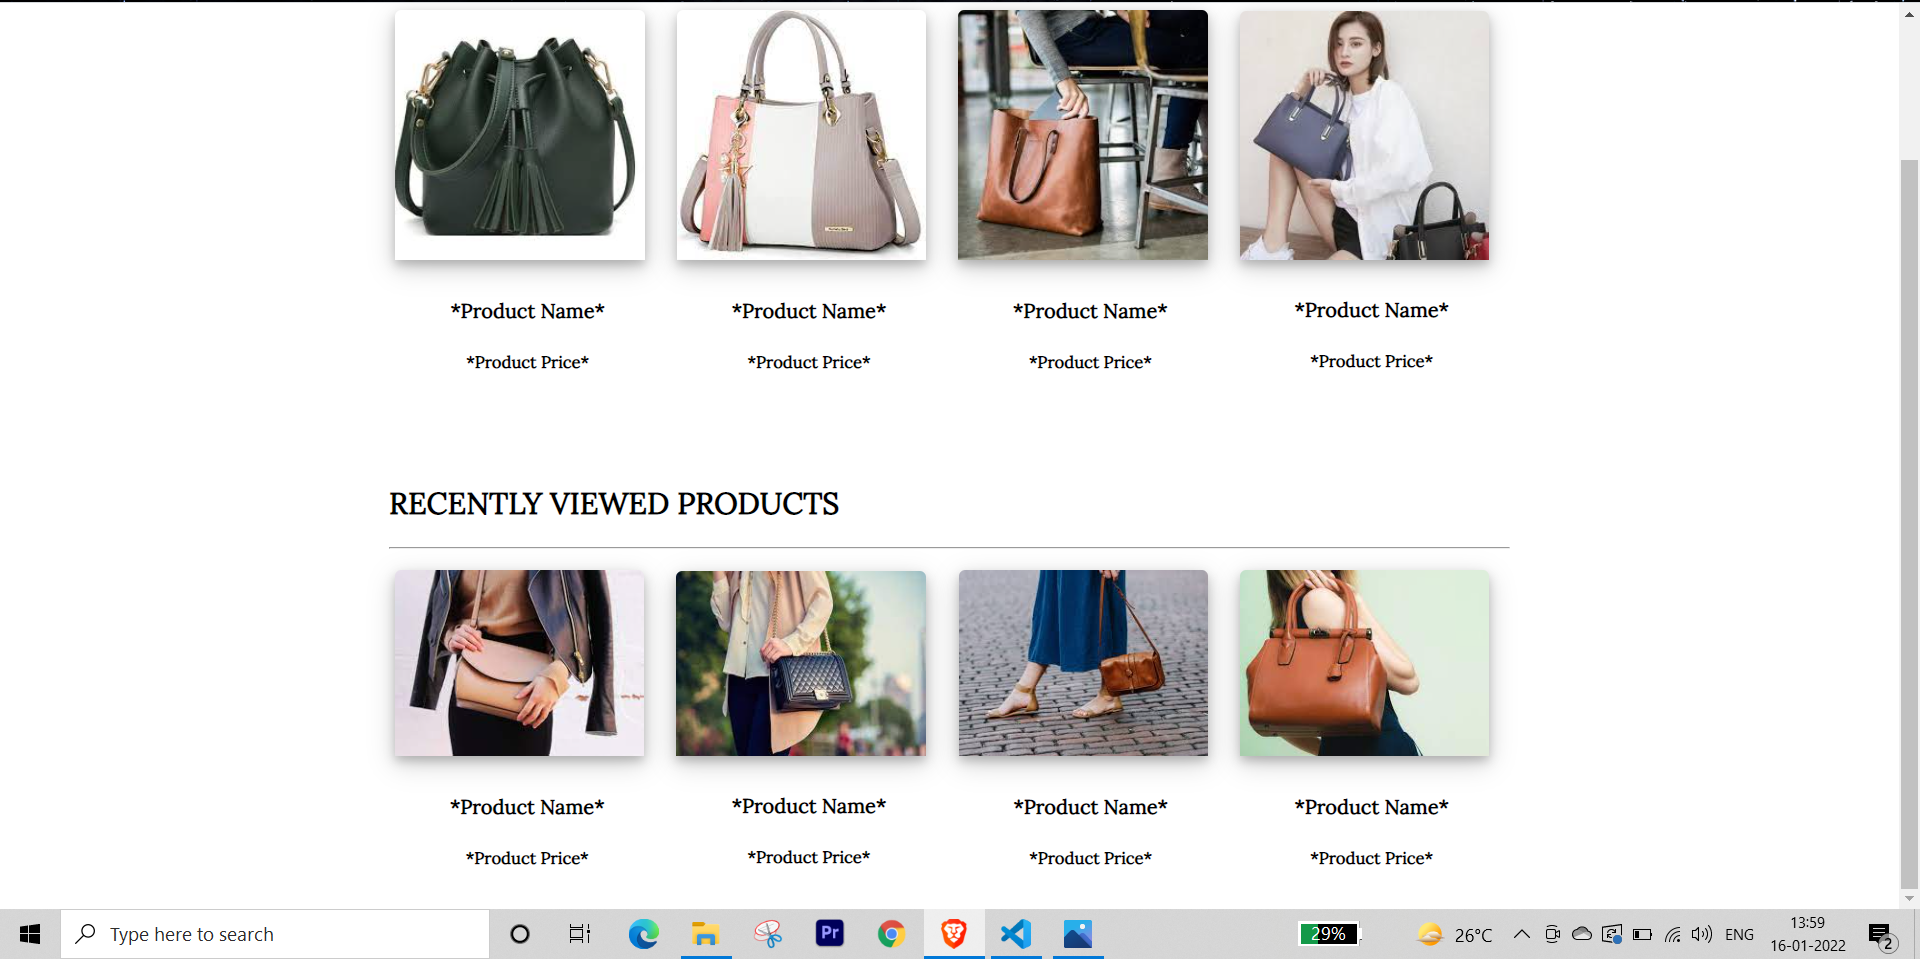 *Product Name* *Product Name* *Product Name* *Product Name*
*Product Price* *Product Price* *Product Price* *Product Price*
RECENTLY VIEWED PRODUCTS
*Product Name* *Product Name* *Product Name* *Product Name*
*Product Price* *Product Price* *Product Price* *Product Price*
Type here to search
Pr
29%
26°C
ENG
13:59
16-01-2022
2